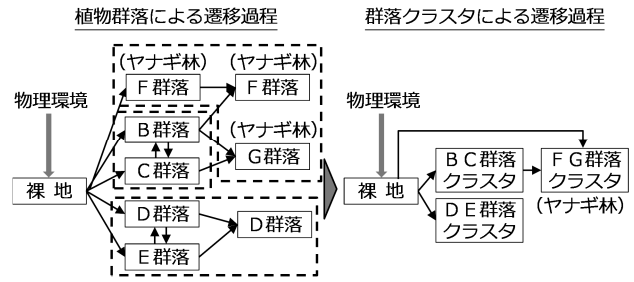 植物群落による遷移過程
群落クラスタによる遷移過程
(ヤナギ林)
(ヤナギ林)
Ｆ群落
Ｆ群落
物理環境
Ｂ群落
(ヤナギ林)
Ｃ群落
Ｇ群落
裸 地
Ｄ群落
Ｄ群落
Ｅ群落
物理環境
裸 地
ＢＣ群落
クラスタ
ＦＧ群落
クラスタ
(ヤナギ林)
ＤＥ群落
クラスタ